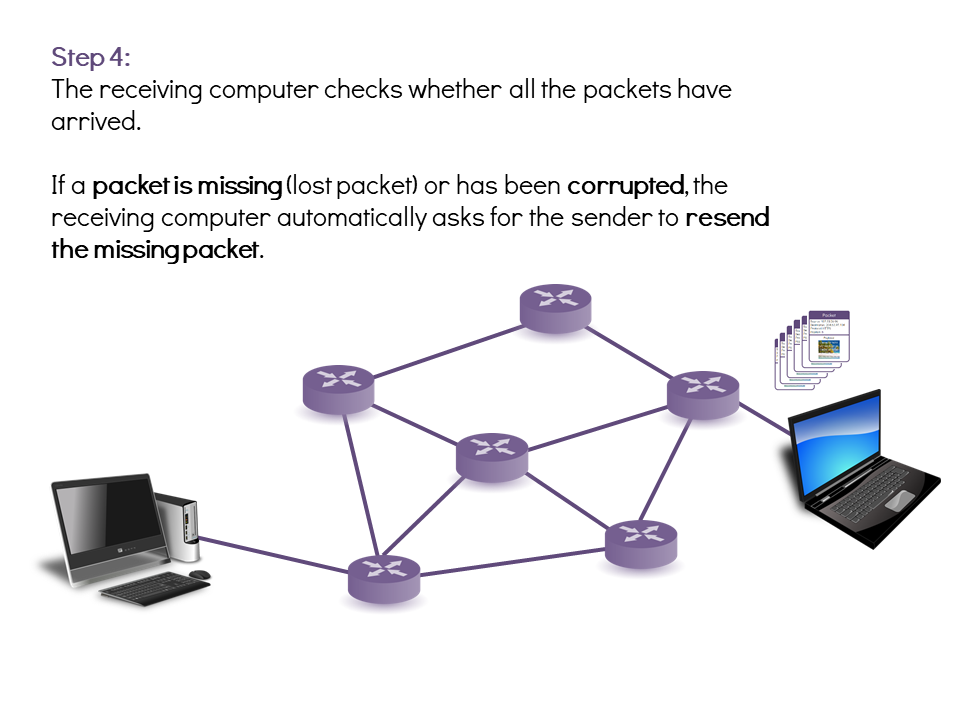 Step 4:
The receiving computer checks whether all the packets have
arrived.
If a packet is missing (lost packet) or has been corrupted, the
receiving computer automatically asks for the sender to resend
the missing packet.
Packet